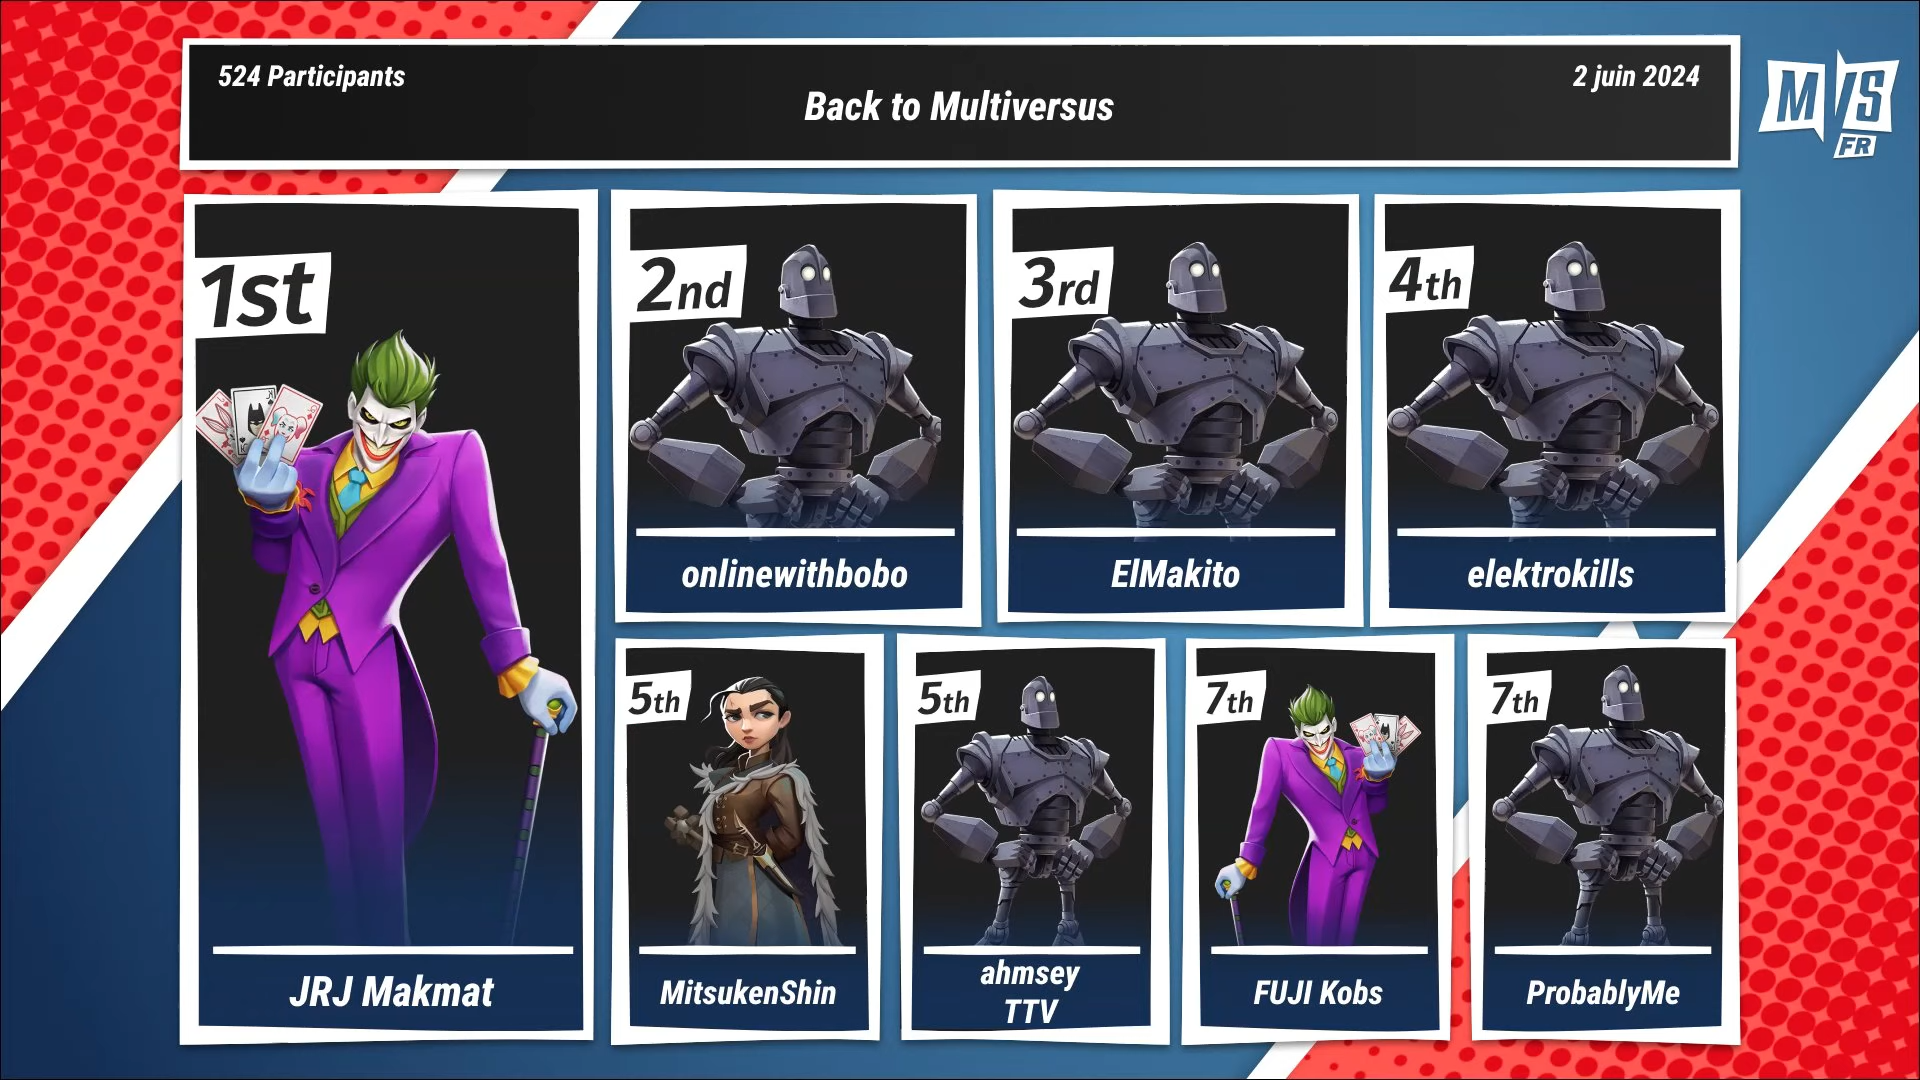 524 Participants
2 juin 2024
Back to Multiversus
M/S
FR
1st
2nd
3rd
4th
onlinewithbobo
ElMakito
elektrokills
5th
5th
7th
7th
JRJ Makmat
MitsukenShin
ahmsey
TTV
FUJI Kobs
ProbablyMe